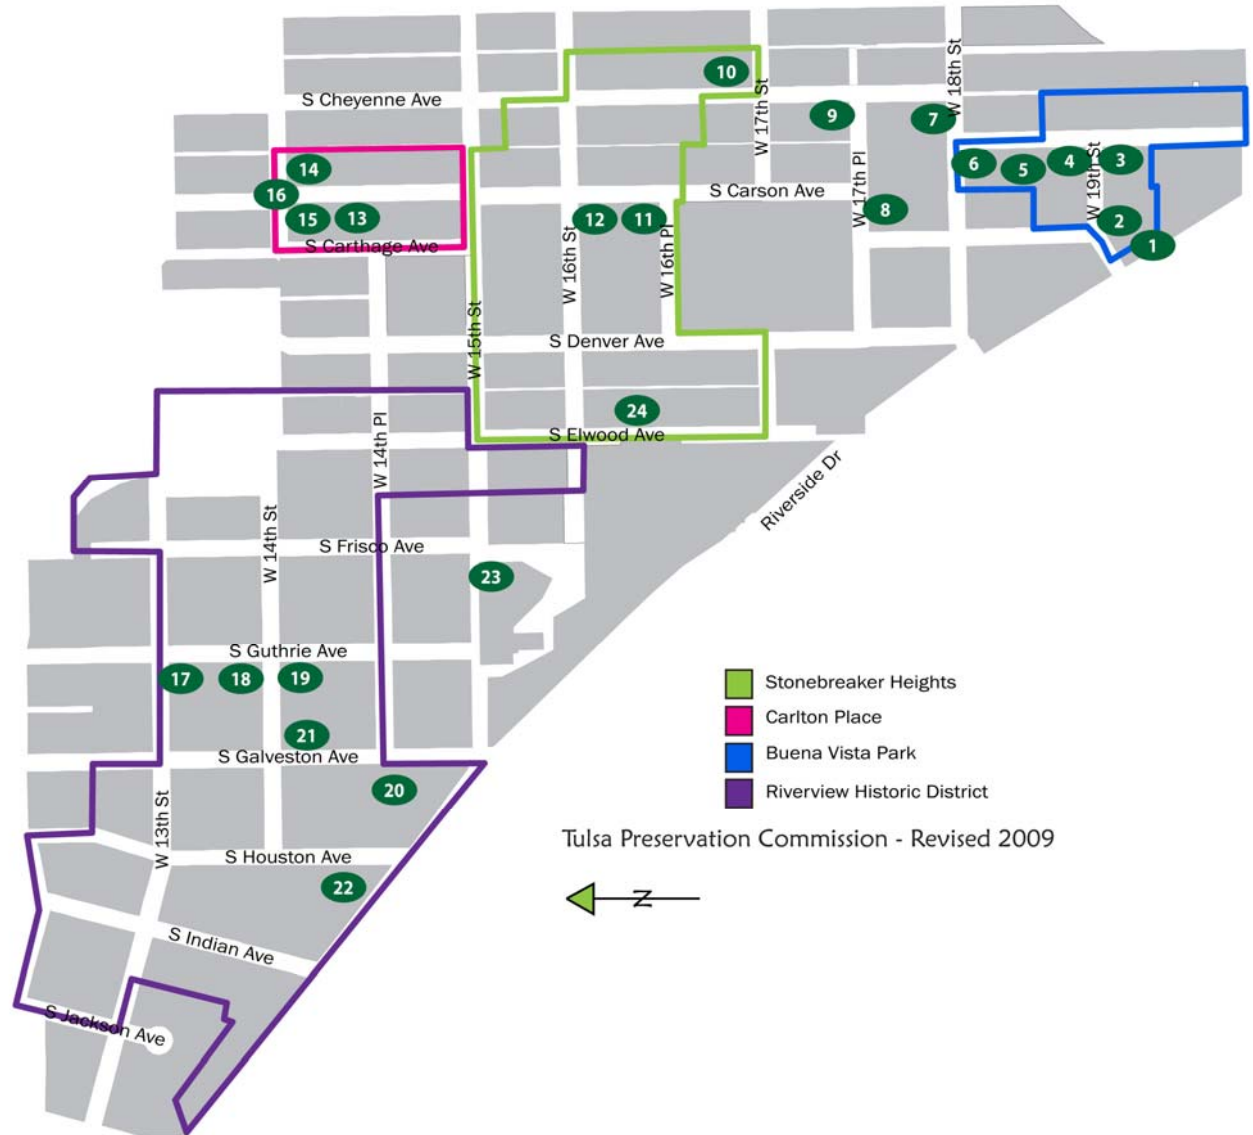 S Cheyenne Ave
10
W 17th St
9
7
W 18th St
14
16
15
13
S Carthage Ave
S Carson Ave
12
11
W 16th St
W 16th Pl
W 17th Pl
8
6
5
4
3
W 19th St
2
1
W 15th St
S Denver Ave
24
S Elwood Ave
W 14th Pl
Riverside Dr
W 14th St
S Frisco Ave
23
S Guthrie Ave
17
18
19
21
S Galveston Ave
20
W 13th St
S Houston Ave
22
S Indian Ave
S Jackson Ave
Stonebreaker Heights
Carlton Place
Buena Vista Park
Riverview Historic District
Tulsa Preservation Commission - Revised 2009
N